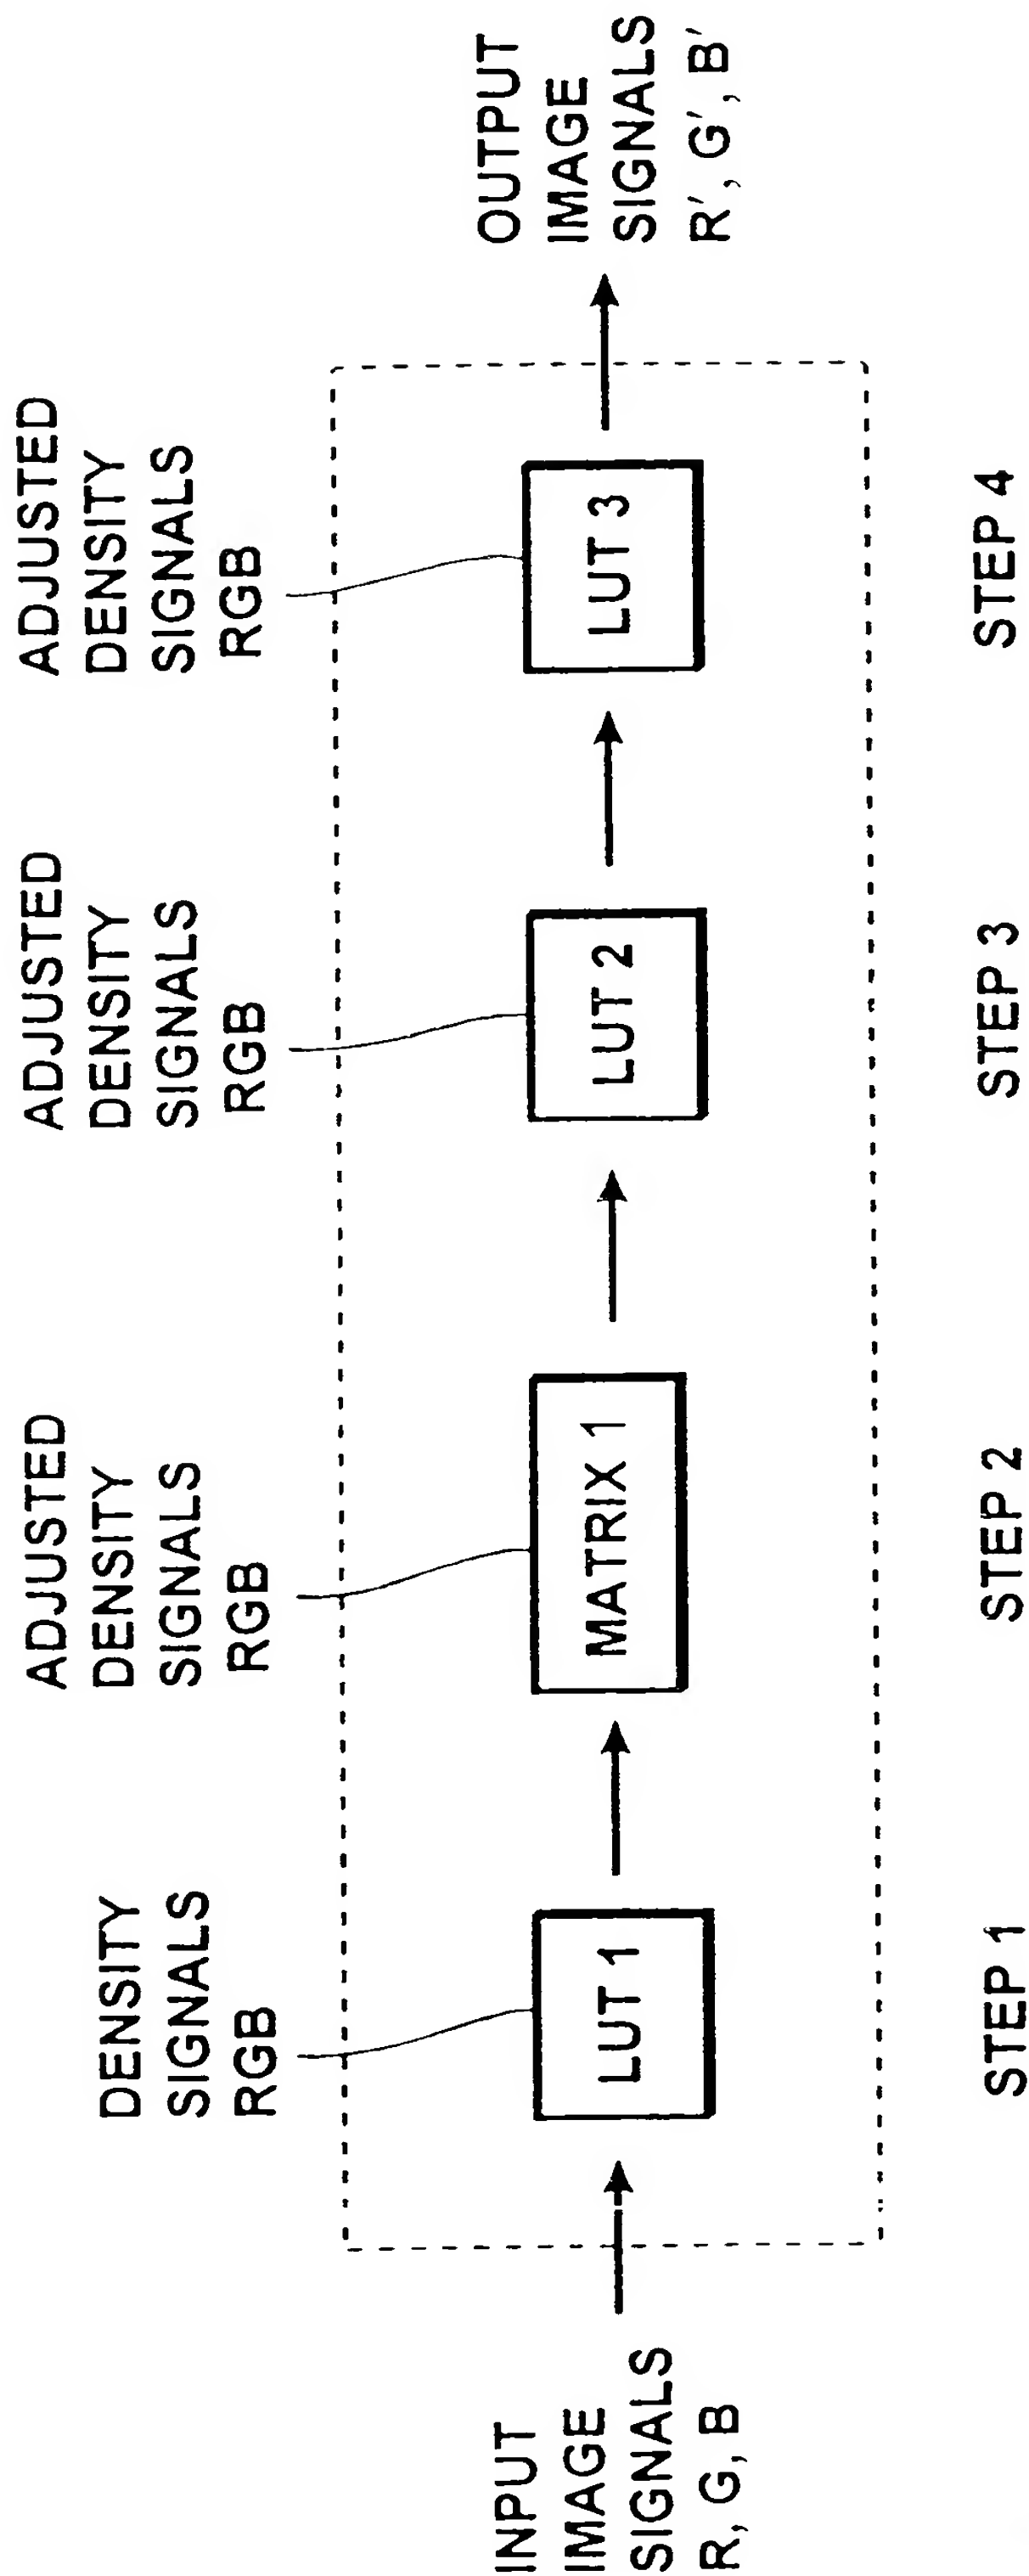 DENSITY
SIGNALS
RGB
ADJUSTED
DENSITY
SIGNALS
RGB
ADJUSTED
DENSITY
SIGNALS
RGB
ADJUSTED
DENSITY
SIGNALS
RGB
INPUT
IMAGE
SIGNALS
R, G, B
LUT 1
MATRIX 1
LUT 2
LUT 3
OUTPUT
IMAGE
SIGNALS
R′, G′, B′
STEP 1
STEP 2
STEP 3
STEP 4